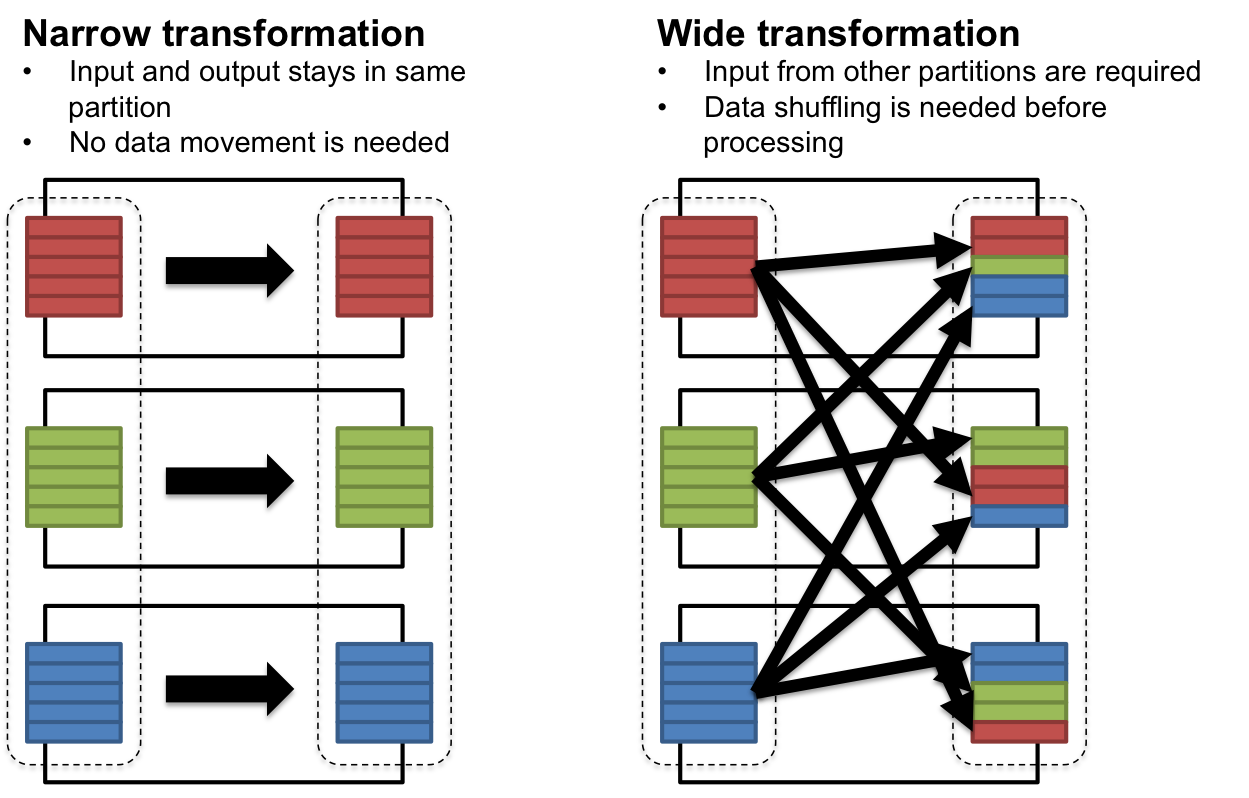 Narrow transformation
• Input and output stays in same
partition
• No data movement is needed
Wide transformation
• Input from other partitions are required
• Data shuffling is needed before
processing